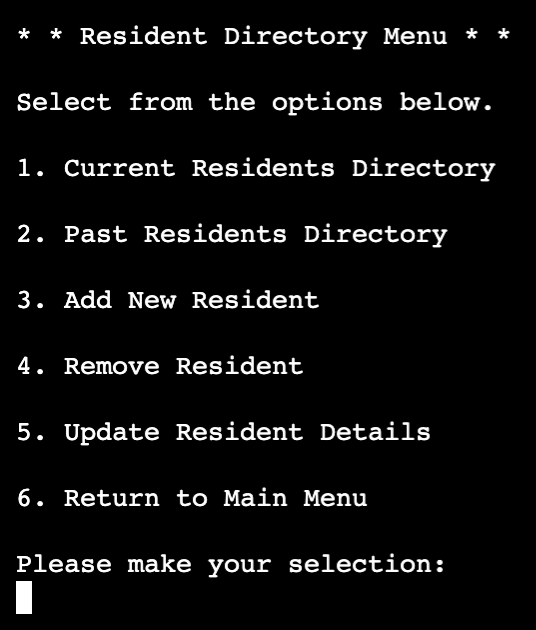 * * Resident Directory Menu * *
Select from the options below.
1. Current Residents Directory
2. Past Residents Directory
3. Add New Resident
4. Remove Resident
5. Update Resident Details
6. Return to Main Menu
Please make your selection: